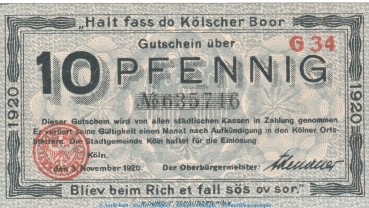 „Halt fass do Kölscher Boor
Gutschein über
G 34
10 PFENNIG
№ 635746
1920
1920
Dieser Gutschein wird von allen städtischen Kassen in Zahlung genommen.
Er verliert seine Gültigkeit einen Monat nach Aufkündigung in den Kölner Orts
blättern. Die Stadtgemeinde Köln haftet für die Einlösung
Köln,
den 3. November 1920.
Der Oberbürgermeister:
Bliev beim Rich et fall sös ov sor."